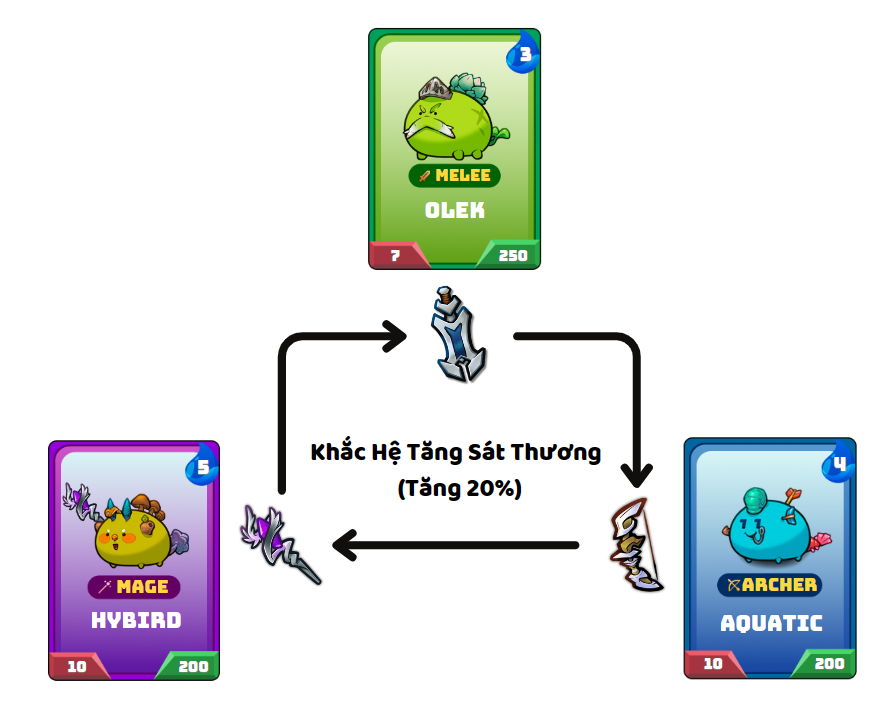 3
MELEE
OLEK
7
250
Khắc Hệ Tăng Sát Thương
(Tăng 20%)
5
MAGE
HYBIRD
10
200
4
ARCHER
AQUATIC
10
200